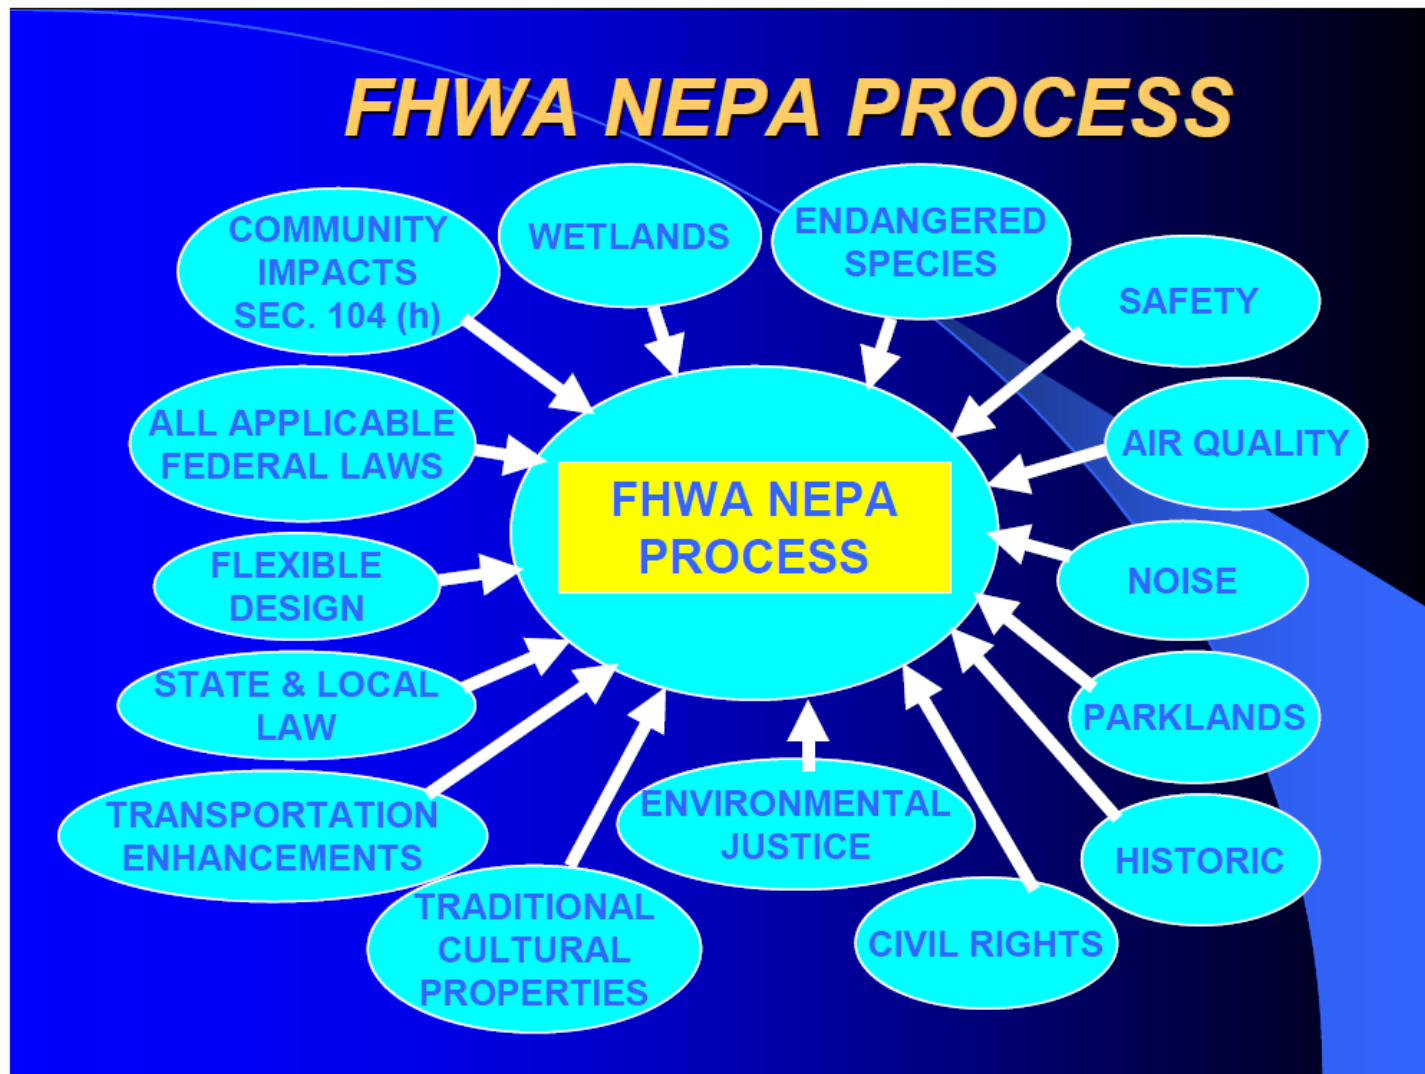 FHWA NEPA PROCESS
COMMUNITY
IMPACTS
SEC. 104 (h)
WETLANDS
ENDANGERED
SPECIES
SAFETY
ALL APPLICABLE
FEDERAL LAWS
AIR QUALITY
FHWA NEPA
PROCESS
FLEXIBLE
DESIGN
NOISE
STATE & LOCAL
LAW
PARKLANDS
TRANSPORTATION
ENHANCEMENTS
ENVIRONMENTAL
JUSTICE
HISTORIC
TRADITIONAL
CULTURAL
PROPERTIES
CIVIL RIGHTS